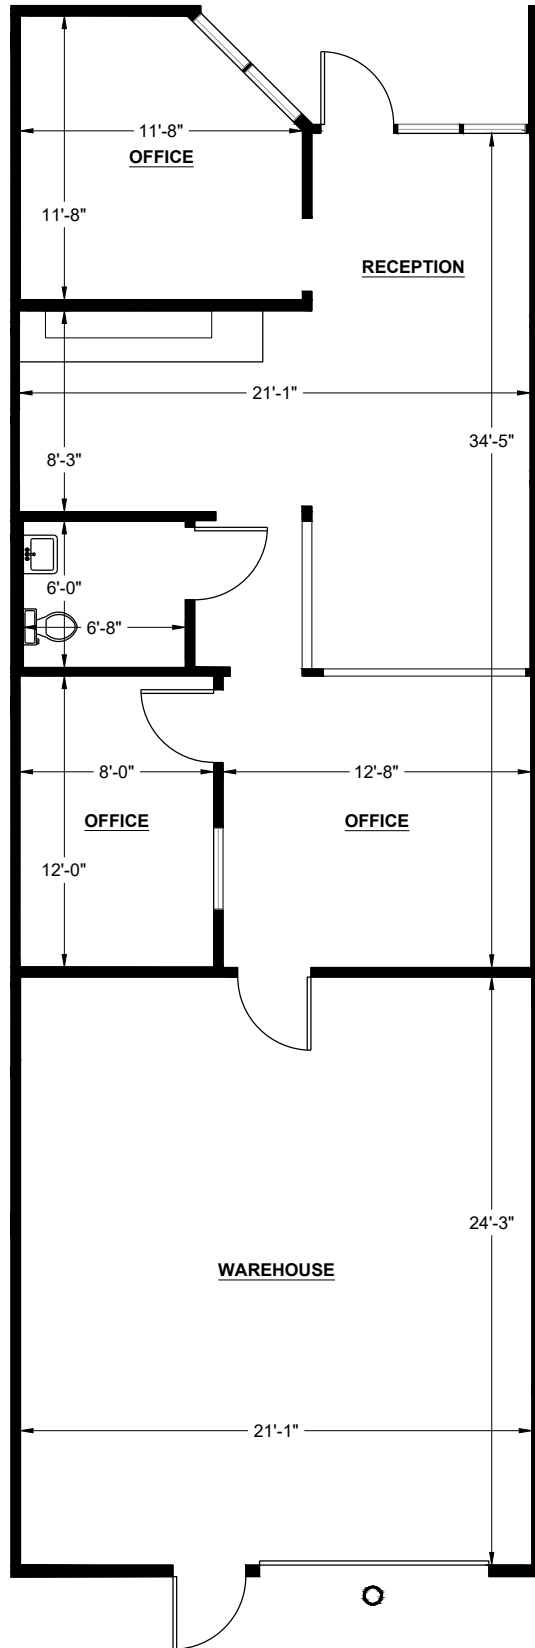 11'-8"
OFFICE
11'-8"
RECEPTION
21'-1"
34'-5"
8'-3"
6'-0"
6'-8"
8'-0"
12'-8"
OFFICE
OFFICE
12'-0"
24'-3"
WAREHOUSE
21'-1"